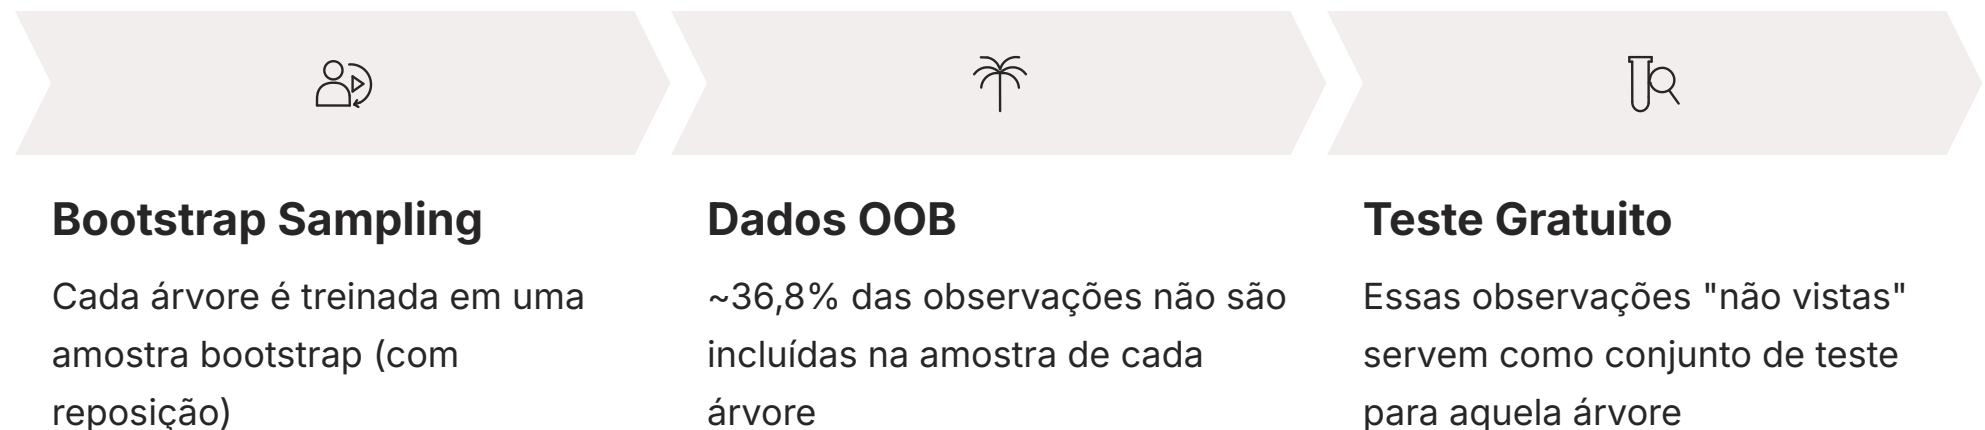 Bootstrap Sampling
Cada árvore é treinada em uma
amostra bootstrap (com
reposição)
Dados OOB
~36,8% das observações não são
incluídas na amostra de cada
árvore
Teste Gratuito
Essas observações "não vistas"
servem como conjunto de teste
para aquela árvore